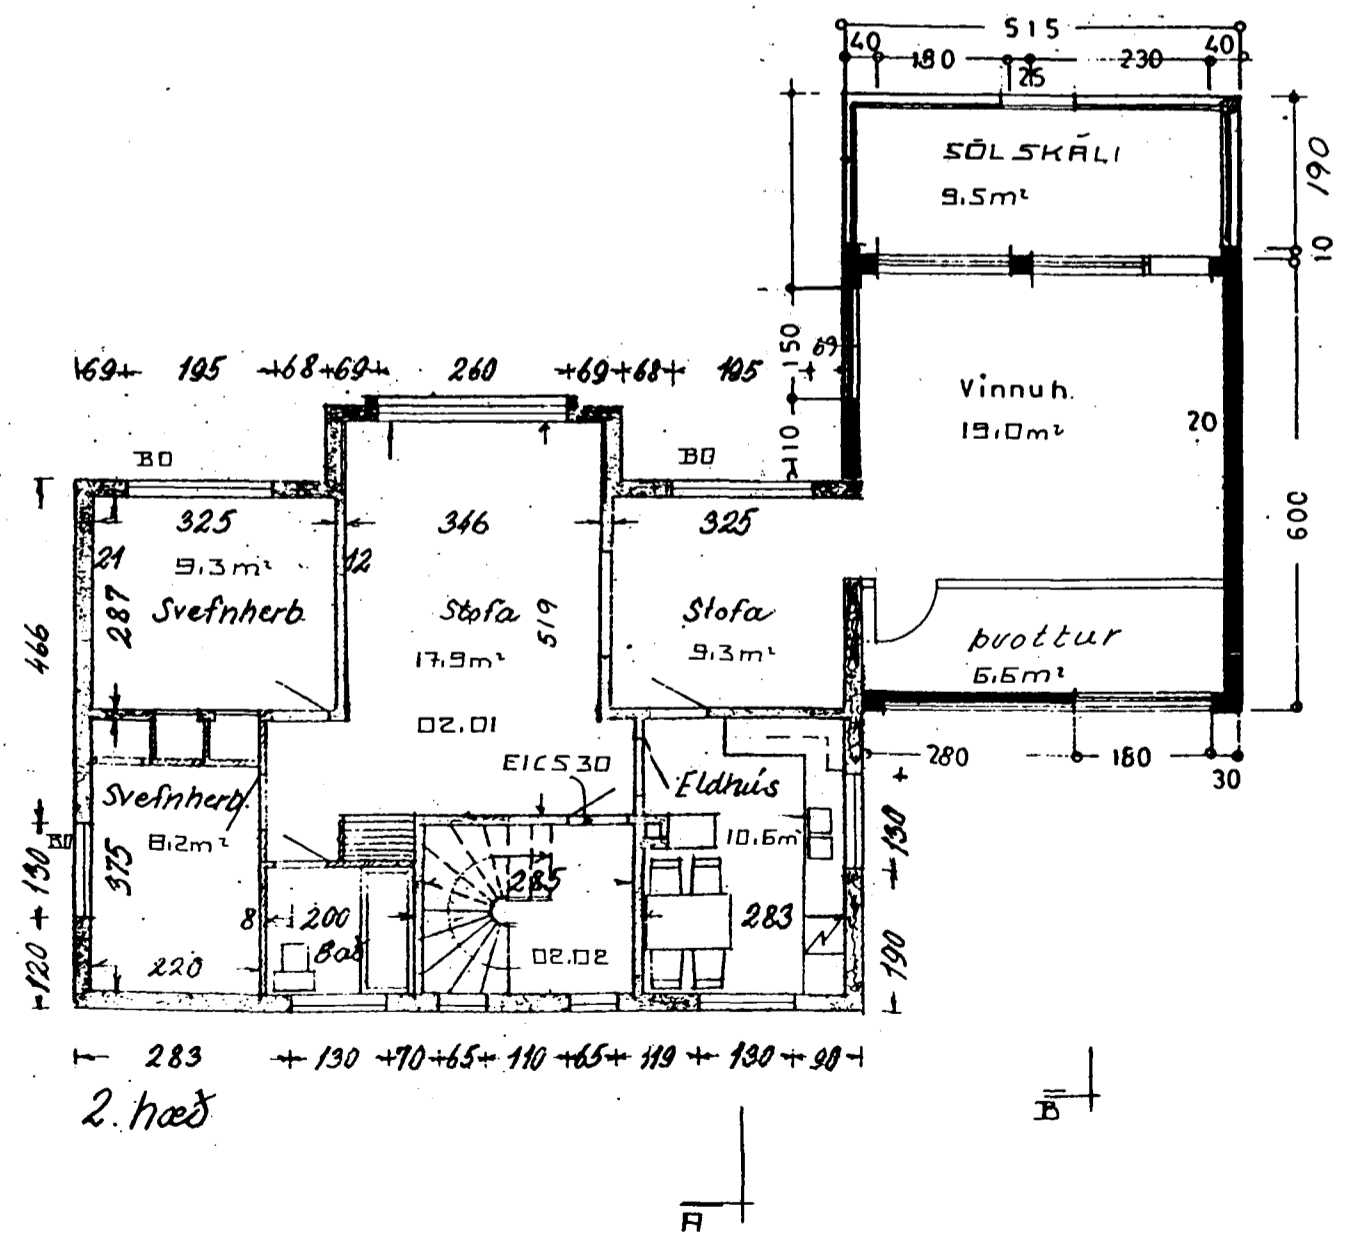 515
40 180 25 230 40
SÓLSKÁLI
9.5m²
190
10
69 195 68 69 260 69 68 195 69
150
110
Vinnuh.
19.0m²
20
600
BO
BO
325
346
325
21
9.3m²
12
287
Svefnherb
Stofa
519
Stofa
17.9m²
9.3m²
466
þvottur
6.6m²
02.01
EICS30
280 180 30
Svefnherb.
Eldhús
8.2m²
10.6m
BO
375
130
130
285
8
200
283
Bað
02.02
220
120
190
283 130 70 65 110 65 119 130 90
2. hæð
B
A